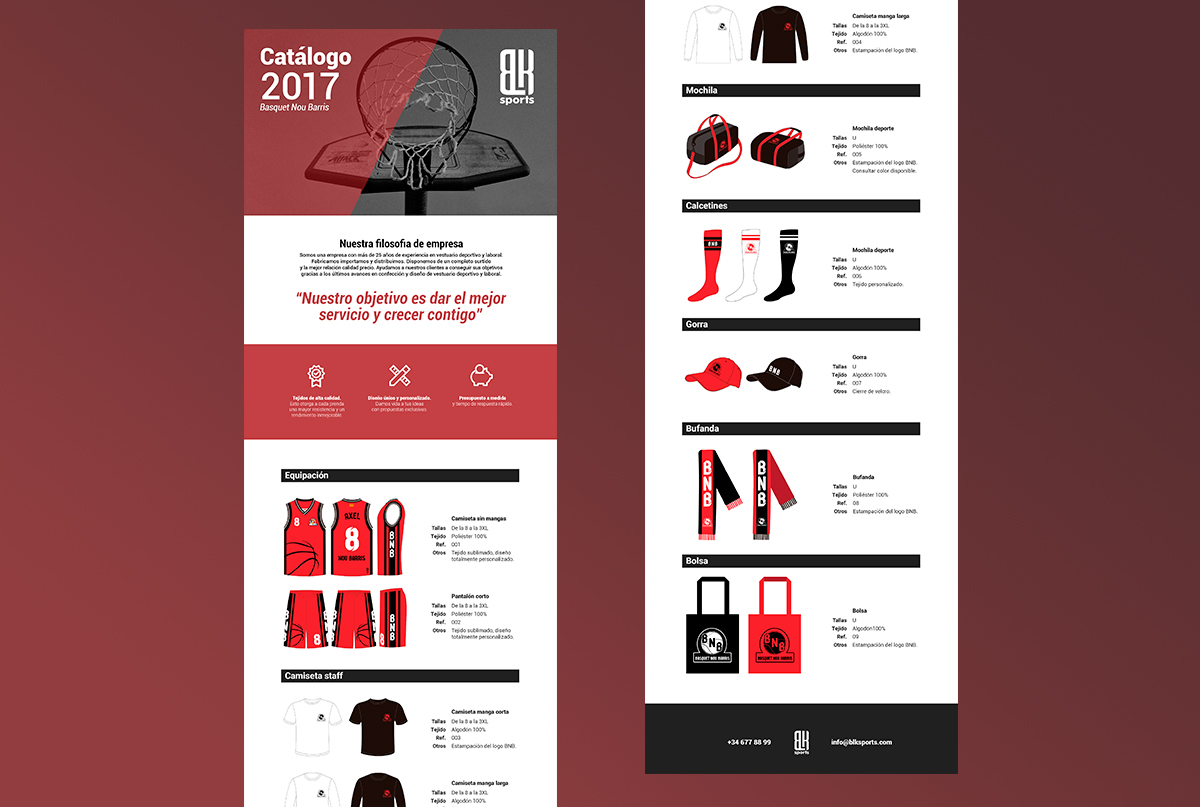 Catálogo
2017
Basquet Nou Barris
BLK
sports
Nuestra filosofia de empresa
Somos una empresa con más de 25 años de experiencia en vestuario deportivo y laboral.
Fabricamos importamos y distribuimos. Disponemos de un completo surtido
y la mejor relación calidad precio. Ayudamos a nuestros clientes a conseguir sus objetivos
gracias a los últimos avances en confección y diseño de vestuario deportivo y laboral.
“Nuestro objetivo es dar el mejor
servicio y crecer contigo”
Tejidos de alta calidad.
Esto otorga a cada prenda
una mayor resistencia y un
rendimiento inmejorable.
Diseño único y personalizado.
Damos vida a tus ideas
con propuestas exclusivas.
Presupuesto a medida
y tiempo de respuesta rápido.
Equipación
8
AXEL
8
NOU BARRIS
BNB
Camiseta sin mangas
Tallas De la 8 a la 3XL
Tejido Poliéster 100%
Ref. 001
Otros Tejido sublimado, diseño
totalmente personalizado.
8
8
BNB
Pantalón corto
Tallas De la 8 a la 3XL
Tejido Poliéster 100%
Ref. 002
Otros Tejido sublimado, diseño
totalmente personalizado.
Camiseta staff
Camiseta manga corta
Tallas De la 8 a la 3XL
Tejido Algodón 100%
Ref. 003
Otros Estampación del logo BNB.
Camiseta manga larga
Tallas De la 8 a la 3XL
Tejido Algodón 100%
Camiseta manga larga
Tallas De la 8 a la 3XL
Tejido Algodón 100%
Ref. 004
Otros Estampación del logo BNB.
Mochila
Mochila deporte
Tallas U
Tejido Poliéster 100%
Ref. 005
Otros Estampación del logo BNB.
Consultar color disponible.
Calcetines
BNB
Mochila deporte
Tallas U
Tejido Algodón 100%
Ref. 006
Otros Tejido personalizado.
Gorra
BNB
Gorra
Tallas U
Tejido Algodón 100%
Ref. 007
Otros Cierre de velcro.
Bufanda
BNB
BNB
Bufanda
Tallas U
Tejido Poliéster 100%
Ref. 08
Otros Estampación del logo BNB.
Bolsa
BNB
BASQUET NOU BARRIS
BNB
BASQUET NOU BARRIS
Bolsa
Tallas U
Tejido Algodón100%
Ref. 09
Otros Estampación del logo BNB.
+34 677 88 99
BLK
sports
info@blksports.com